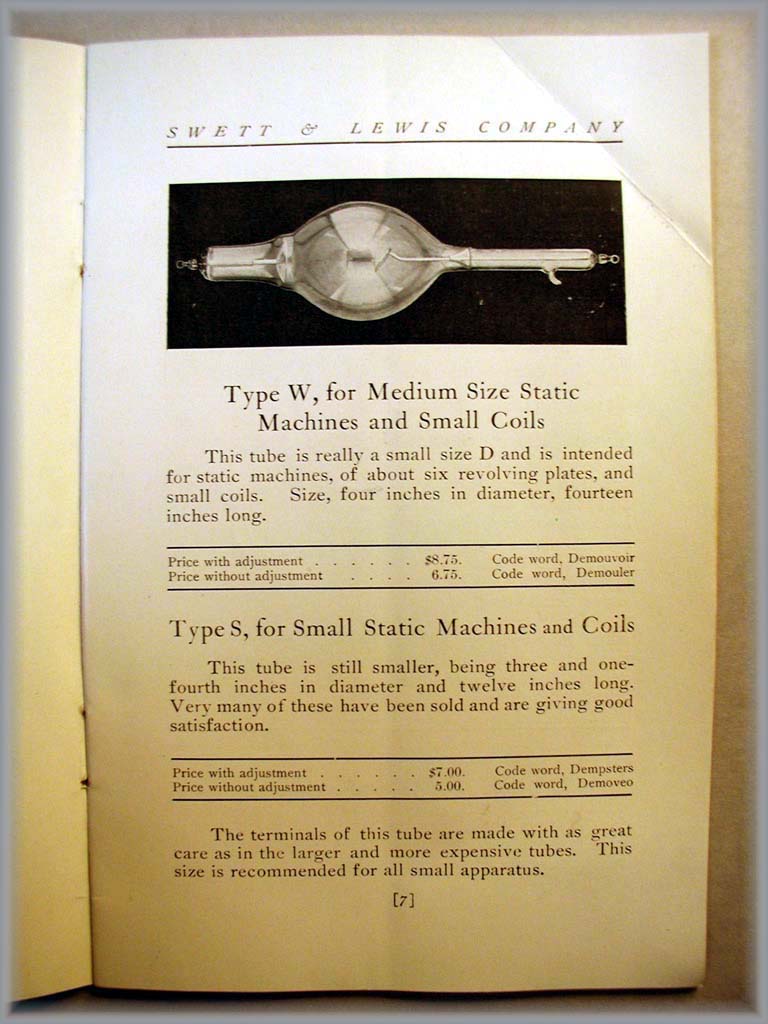 SWETT & LEWIS COMPANY
Type W, for Medium Size Static
Machines and Small Coils
This tube is really a small size D and is intended
for static machines, of about six revolving plates, and
small coils. Size, four inches in diameter, fourteen
inches long.
Price with adjustment . . . . . . $8.75. Code word, Demouvoir
Price without adjustment . . . . 6.75. Code word, Demouler
Type S, for Small Static Machines and Coils
This tube is still smaller, being three and one-
fourth inches in diameter and twelve inches long.
Very many of these have been sold and are giving good
satisfaction.
Price with adjustment . . . . . . $7.00. Code word, Dempsters
Price without adjustment . . . . . 5.00. Code word, Demoveo
The terminals of this tube are made with as great
care as in the larger and more expensive tubes. This
size is recommended for all small apparatus.
[7]